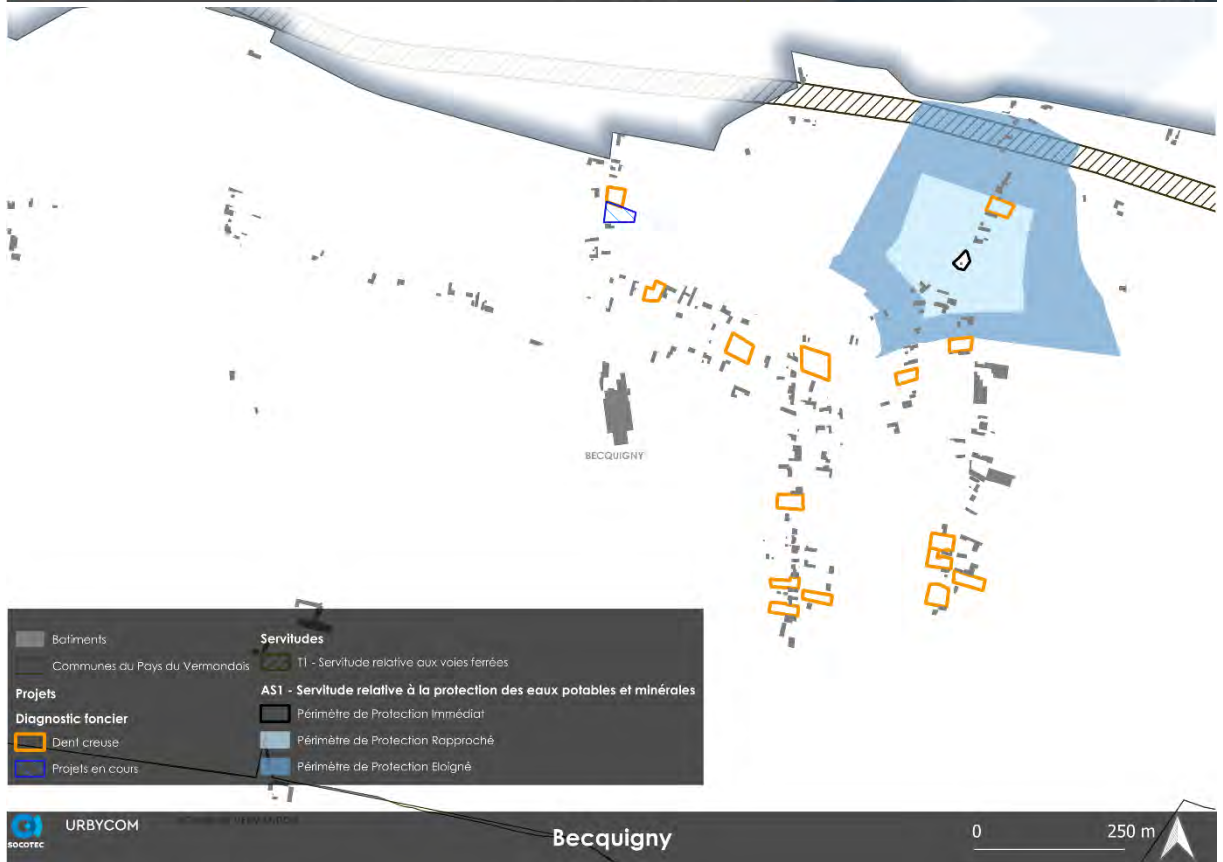 BECQUIGNY
Batiments
Communes du Pays du Vermandois
Projets
Diagnostic foncier
Dent creuse
Projets en cours
Servitudes
T1 - Servitude relative aux voies ferrées
AS1 - Servitude relative à la protection des eaux potables et minérales
Périmètre de Protection Immédiat
Périmètre de Protection Rapproché
Périmètre de Protection Eloigné
SOCOTEC
URBYCOM
Becquigny
0 250 m